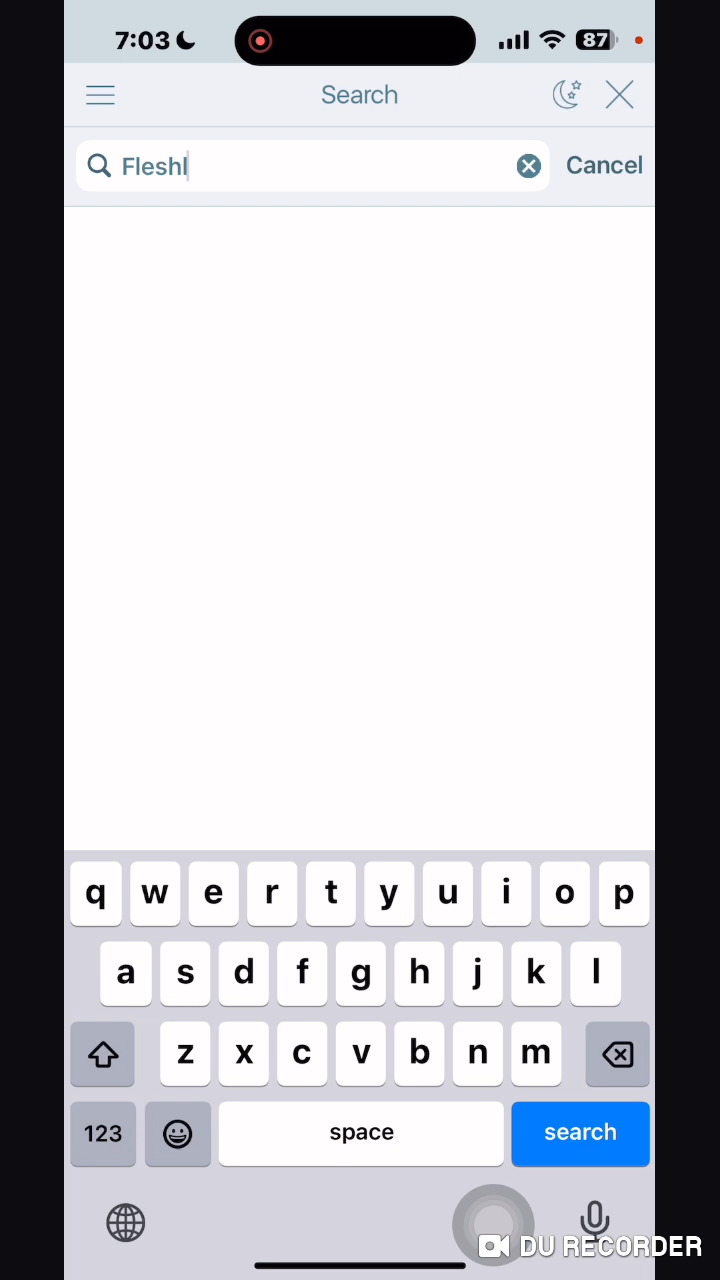 7:03
87
Search
Fleshl
Cancel
q w e r t y u i o p
a s d f g h j k l
z x c v b n m
123 space search
DU RECORDER